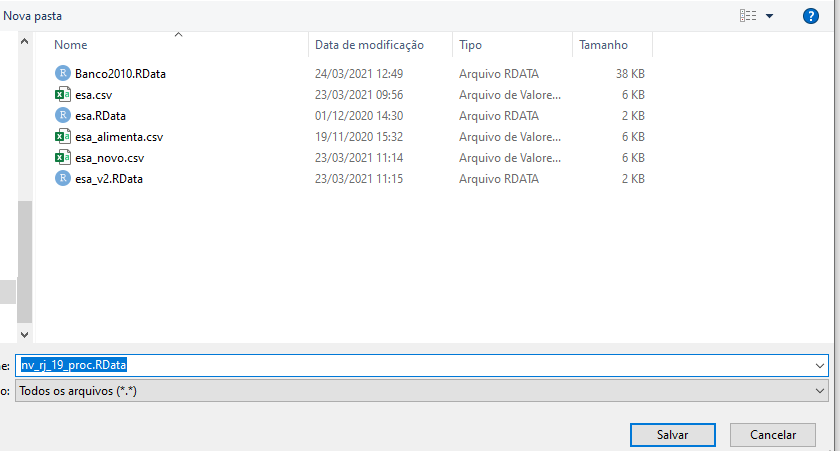 Nova pasta
Nome Data de modificação Tipo Tamanho
R Banco2010.RData 24/03/2021 12:49 Arquivo RDATA 38 KB
esa.csv 23/03/2021 09:56 Arquivo de Valore... 6 KB
R esa.RData 01/12/2020 14:30 Arquivo RDATA 2 KB
esa_alimenta.csv 19/11/2020 15:32 Arquivo de Valore... 6 KB
esa_novo.csv 23/03/2021 11:14 Arquivo de Valore... 6 KB
R esa_v2.RData 23/03/2021 11:15 Arquivo RDATA 2 KB
e: nv_rj_19_proc.RData
o: Todos os arquivos (*.*)
Salvar Cancelar